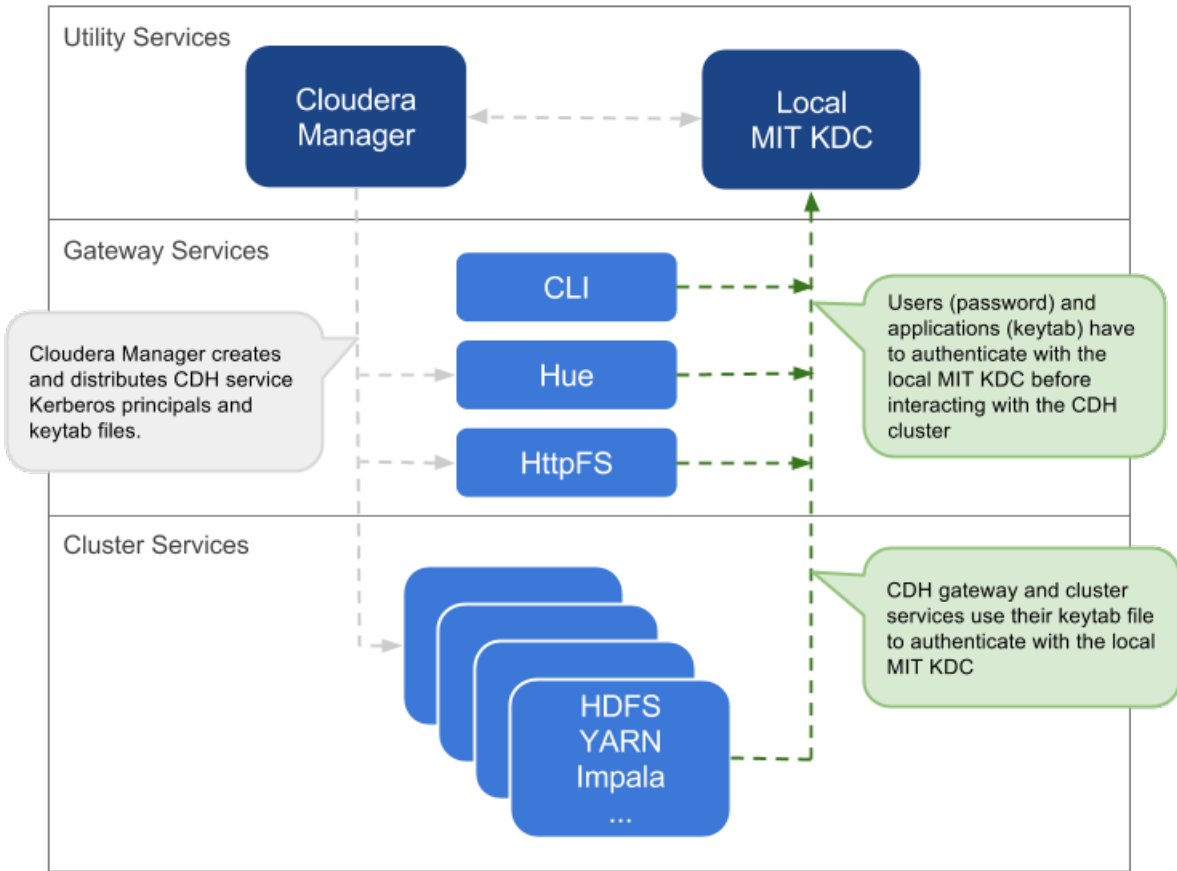 Utility Services
Cloudera
Manager
Local
MIT KDC
Gateway Services
CLI
Hue
HttpFS
Cloudera Manager creates
and distributes CDH service
Kerberos principals and
keytab files.
Users (password) and
applications (keytab) have
to authenticate with the
local MIT KDC before
interacting with the CDH
cluster
Cluster Services
HDFS
YARN
Impala
...
CDH gateway and cluster
services use their keytab file
to authenticate with the local
MIT KDC